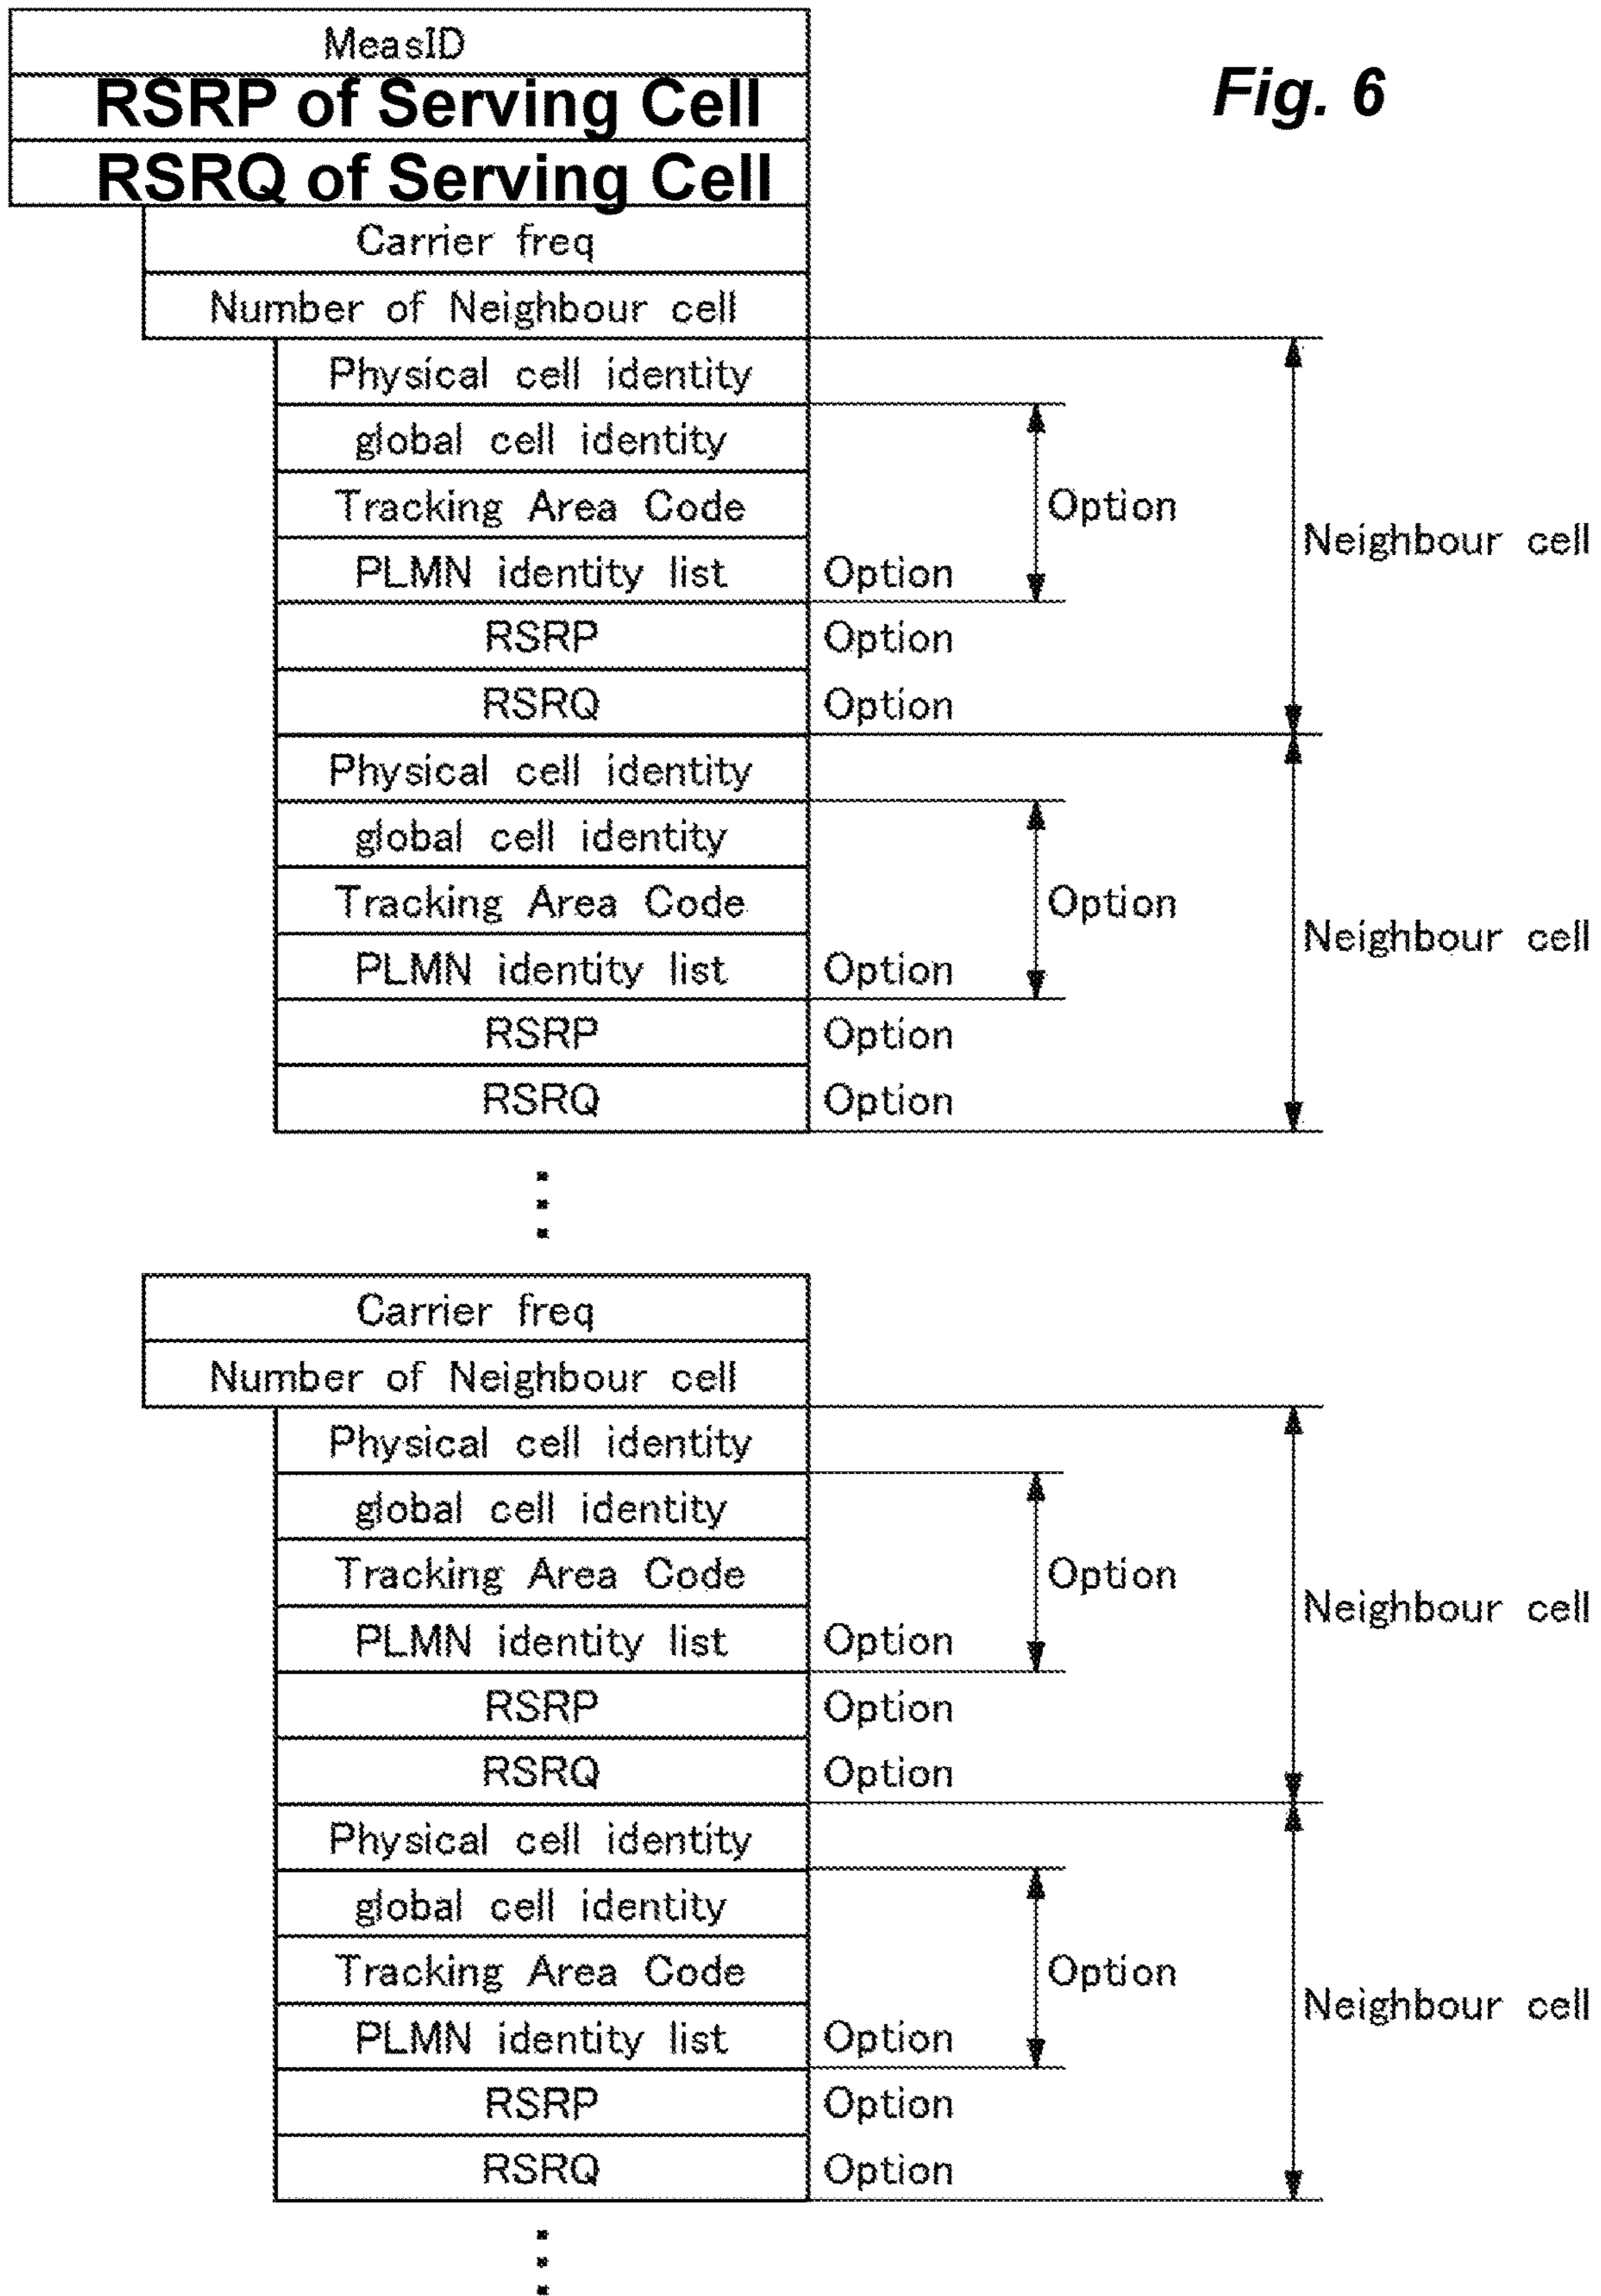 MeasID
Fig. 6
RSRP of Serving Cell
RSRQ of Serving Cell
Carrier freq
Number of Neighbour cell
Physical cell identity
global cell identity
Tracking Area Code
Option
Neighbour cell
PLMN identity list Option
RSRP Option
RSRQ Option
Physical cell identity
global cell identity
Tracking Area Code
Option
Neighbour cell
PLMN identity list Option
RSRP Option
RSRQ Option
Carrier freq
Number of Neighbour cell
Physical cell identity
global cell identity
Tracking Area Code
Option
Neighbour cell
PLMN identity list Option
RSRP Option
RSRQ Option
Physical cell identity
global cell identity
Tracking Area Code
Option
Neighbour cell
PLMN identity list Option
RSRP Option
RSRQ Option